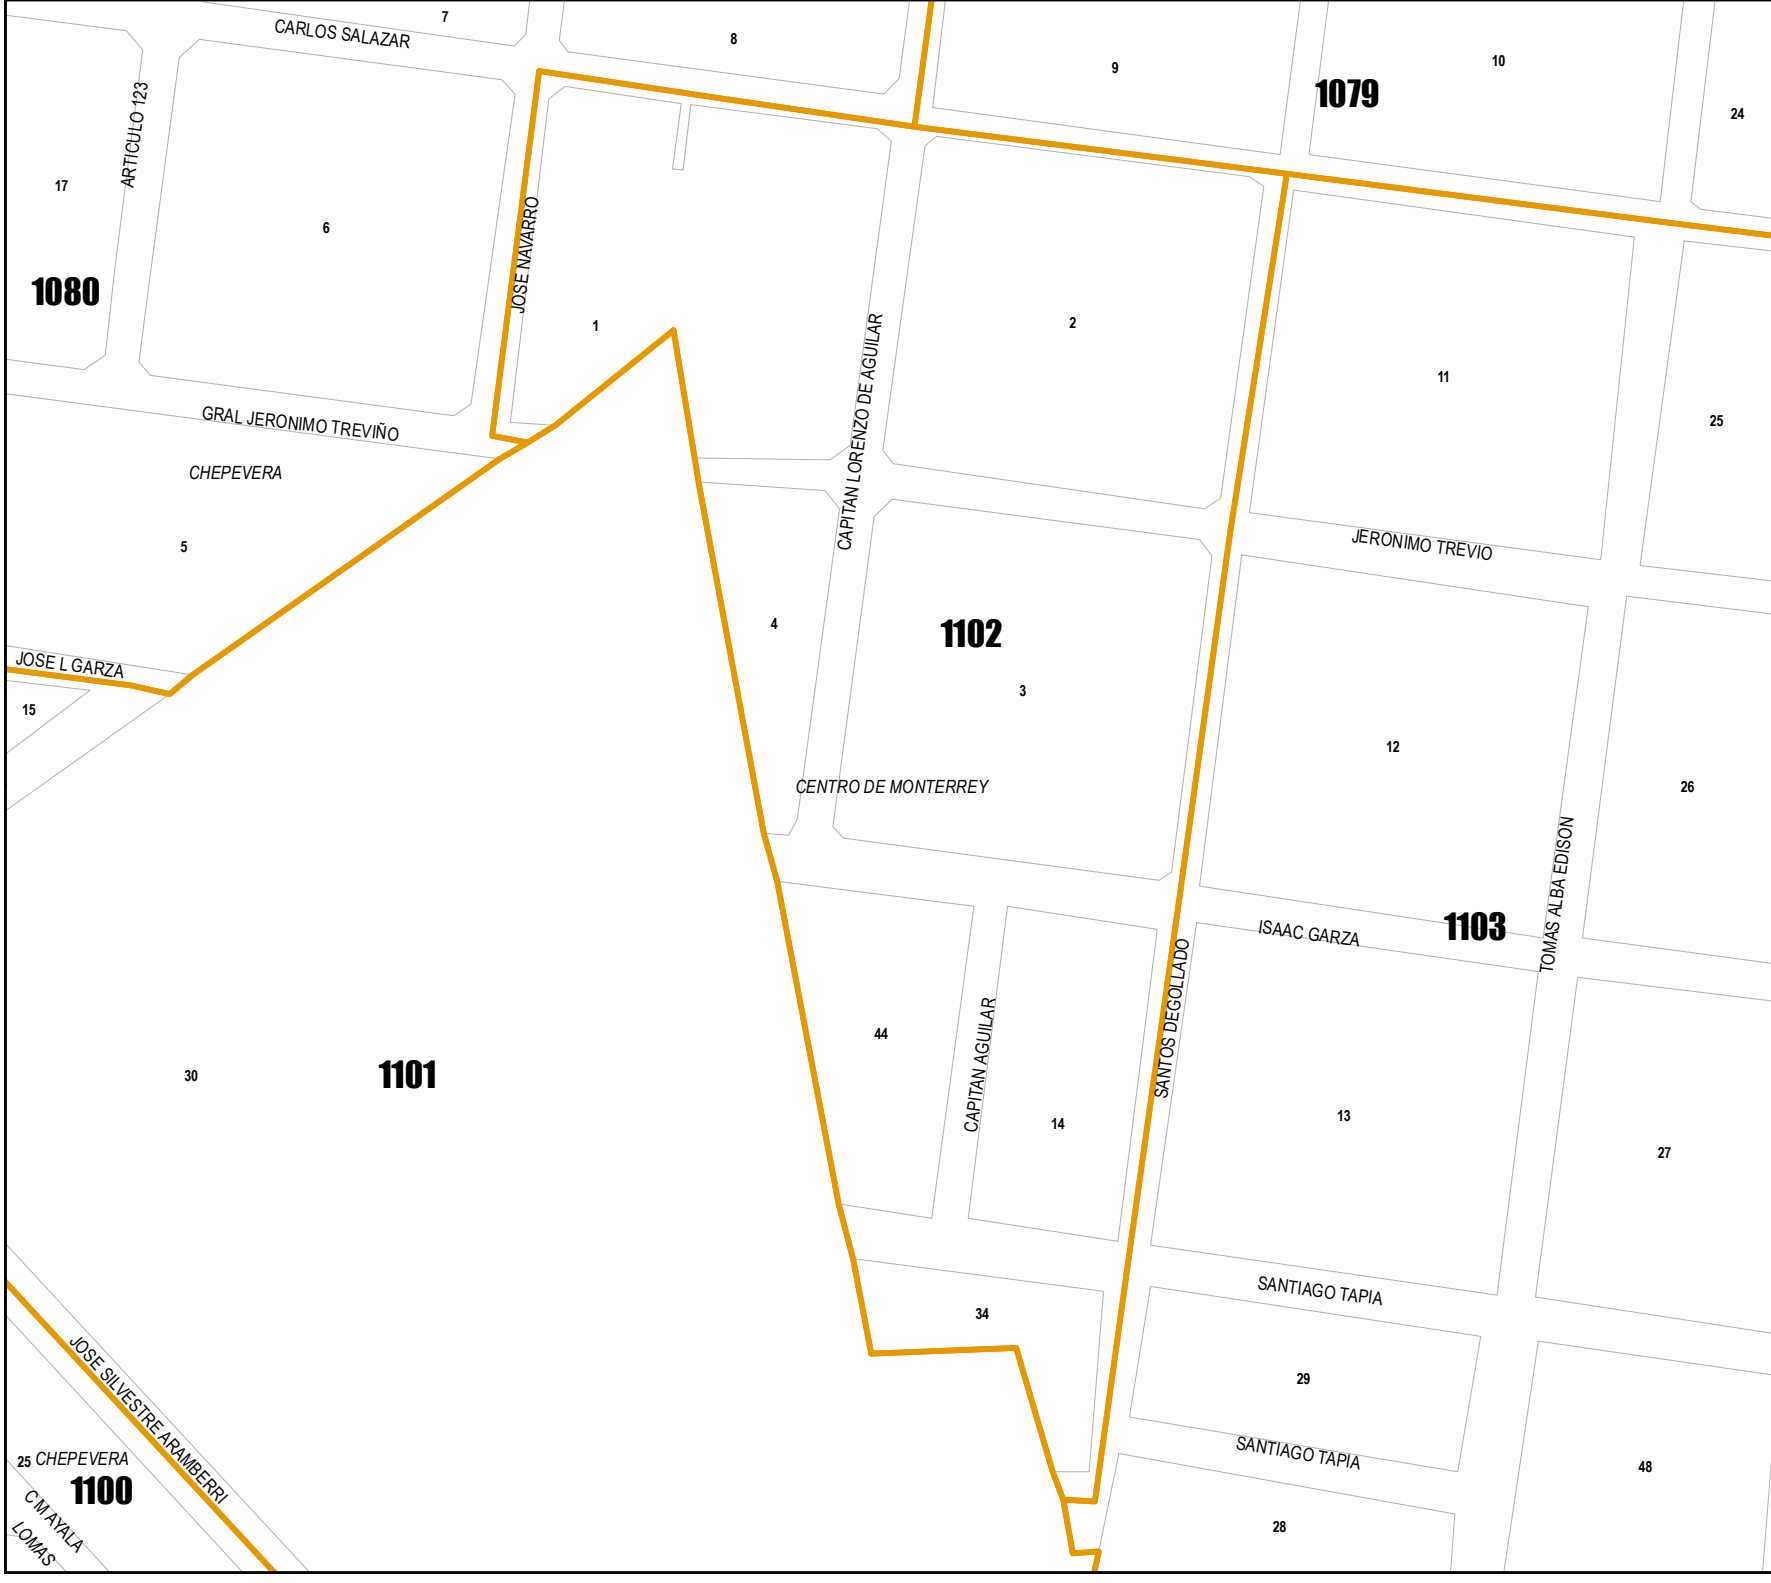 7
CARLOS SALAZAR
8
9
10
1079
24
ARTICULO 123
17
6
JOSE NAVARRO
1080
1
2
CAPITAN LORENZO DE AGUILAR
11
25
GRAL JERONIMO TREVIÑO
CHEPEVERA
5
JERONIMO TREVIO
4
1102
3
JOSE L GARZA
15
12
CENTRO DE MONTERREY
26
TOMAS ALBA EDISON
ISAAC GARZA
1103
SANTOS DEGOLLADO
44
CAPITAN AGUILAR
30
1101
14
13
27
SANTIAGO TAPIA
34
JOSE SILVESTRE ARAMBERRI
29
SANTIAGO TAPIA
25 CHEPEVERA
1100
48
C M AYALA
LOMAS
28